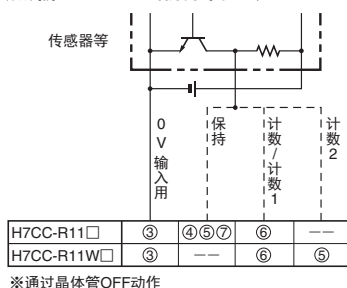 传感器等
0V输入用
保持
计数/计数1
计数2
H7CC-R11□ ③ ④⑤⑦ ⑥ −−
H7CC-R11W□ ③ −− ⑥ ⑤
※通过晶体管OFF动作